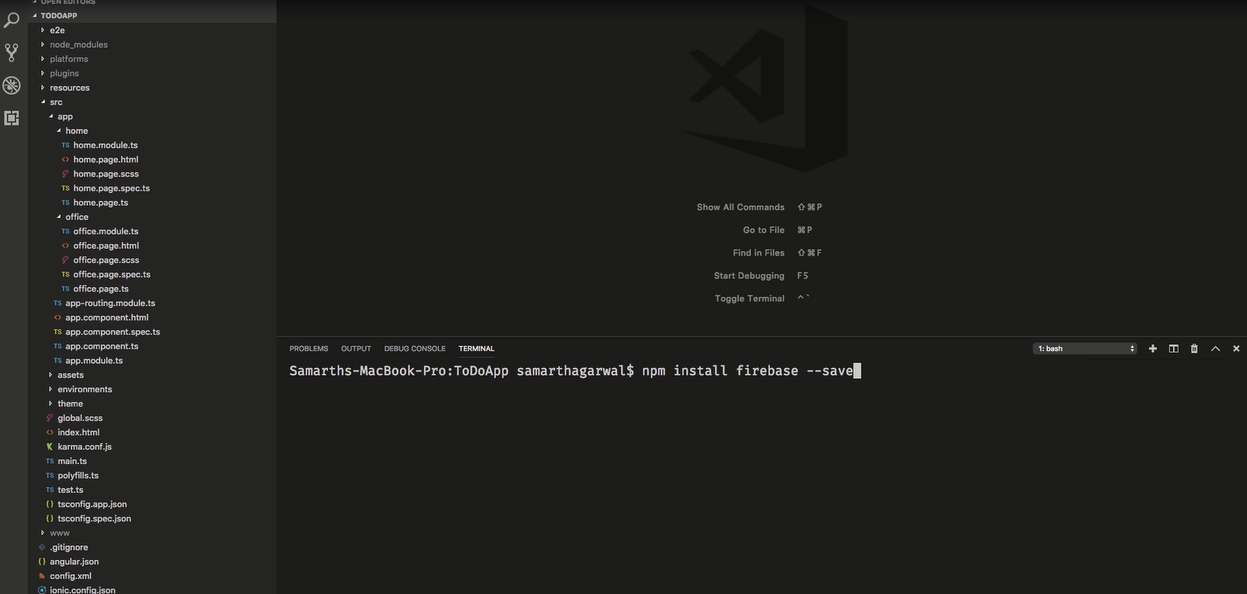 OPEN EDITORS
TODOAPP
e2e
node_modules
platforms
plugins
resources
src
app
home
TS home.module.ts
<> home.page.html
home.page.scss
TS home.page.spec.ts
TS home.page.ts
office
TS office.module.ts
<> office.page.html
office.page.scss
TS office.page.spec.ts
TS office.page.ts
TS app-routing.module.ts
<> app.component.html
TS app.component.spec.ts
TS app.component.ts
TS app.module.ts
assets
environments
theme
global.scss
<> index.html
karma.conf.js
TS main.ts
TS polyfills.ts
TS test.ts
{} tsconfig.app.json
{} tsconfig.spec.json
www
.gitignore
{} angular.json
config.xml
ionic.config.json
Show All Commands ⇧⌘P
Go to File ⌘P
Find in Files ⇧⌘F
Start Debugging F5
Toggle Terminal ^`
PROBLEMS OUTPUT DEBUG CONSOLE TERMINAL 1: bash
Samarths-MacBook-Pro:ToDoApp samarthagarwal$ npm install firebase --save